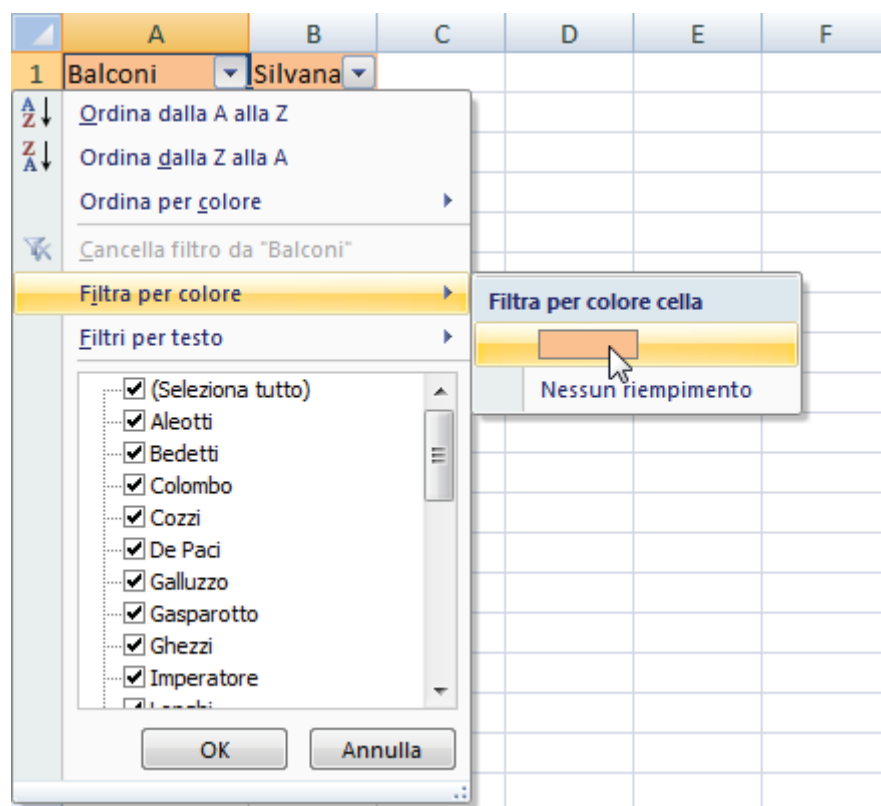 A B C D E F
1 Balconi Silvana
Ordina dalla A alla Z
Ordina dalla Z alla A
Ordina per colore
Cancella filtro da "Balconi"
Filtra per colore
Filtra per colore cella
Nessun riempimento
Filtri per testo
(Seleziona tutto)
Aleotti
Bedetti
Colombo
Cozzi
De Paci
Galluzzo
Gasparotto
Ghezzi
Imperatore
OK Annulla